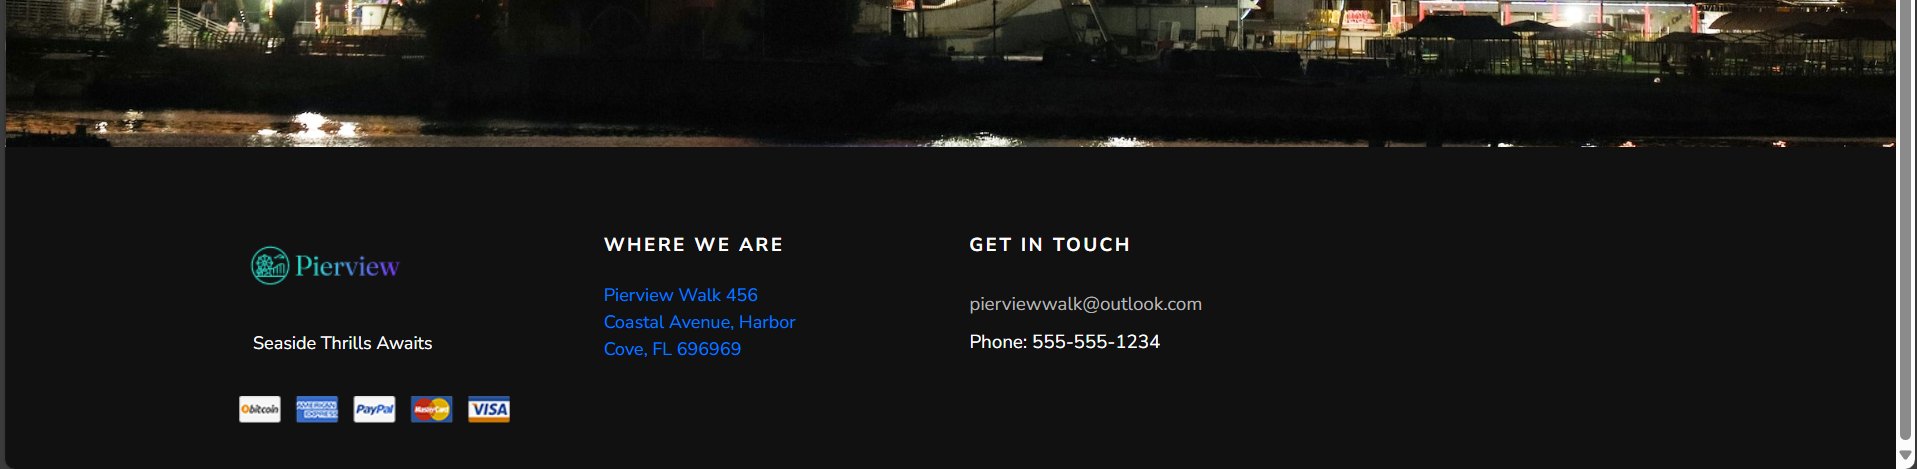 Pierview
Seaside Thrills Awaits
bitcoin AMERICAN EXPRESS PayPal MasterCard VISA
WHERE WE ARE
Pierview Walk 456
Coastal Avenue, Harbor
Cove, FL 696969
GET IN TOUCH
pierviewwalk@outlook.com
Phone: 555-555-1234